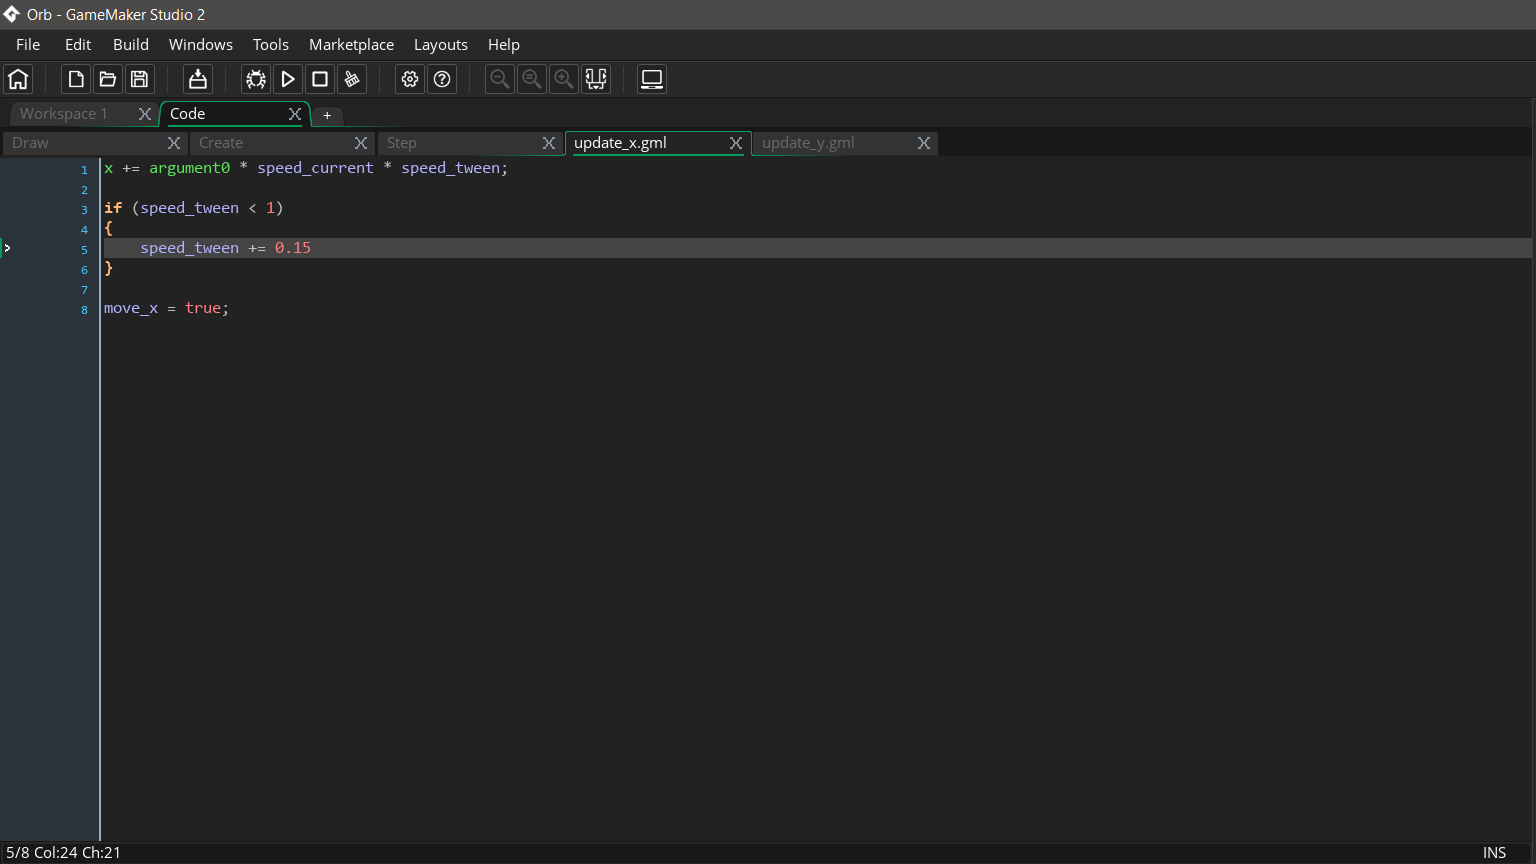 Orb - GameMaker Studio 2
File Edit Build Windows Tools Marketplace Layouts Help
Workspace 1 X Code X +
Draw X Create X Step X update_x.gml X update_y.gml X
1 x += argument0 * speed_current * speed_tween;
2
3 if (speed_tween < 1)
4 {
5 speed_tween += 0.15
6 }
7
8 move_x = true;
5/8 Col:24 Ch:21 INS